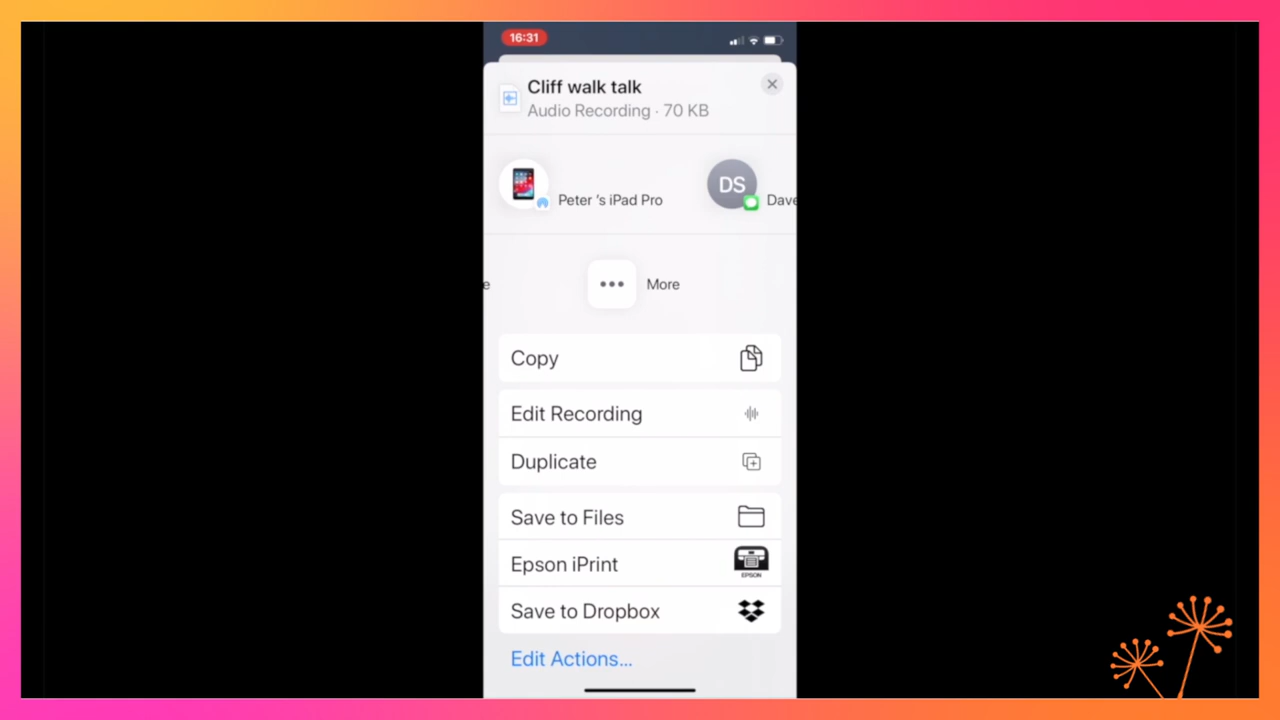 16:31
Cliff walk talk
Audio Recording · 70 KB
Peter 's iPad Pro
DS
Dave
e
More
Copy
Edit Recording
Duplicate
Save to Files
Epson iPrint
EPSON
Save to Dropbox
Edit Actions...